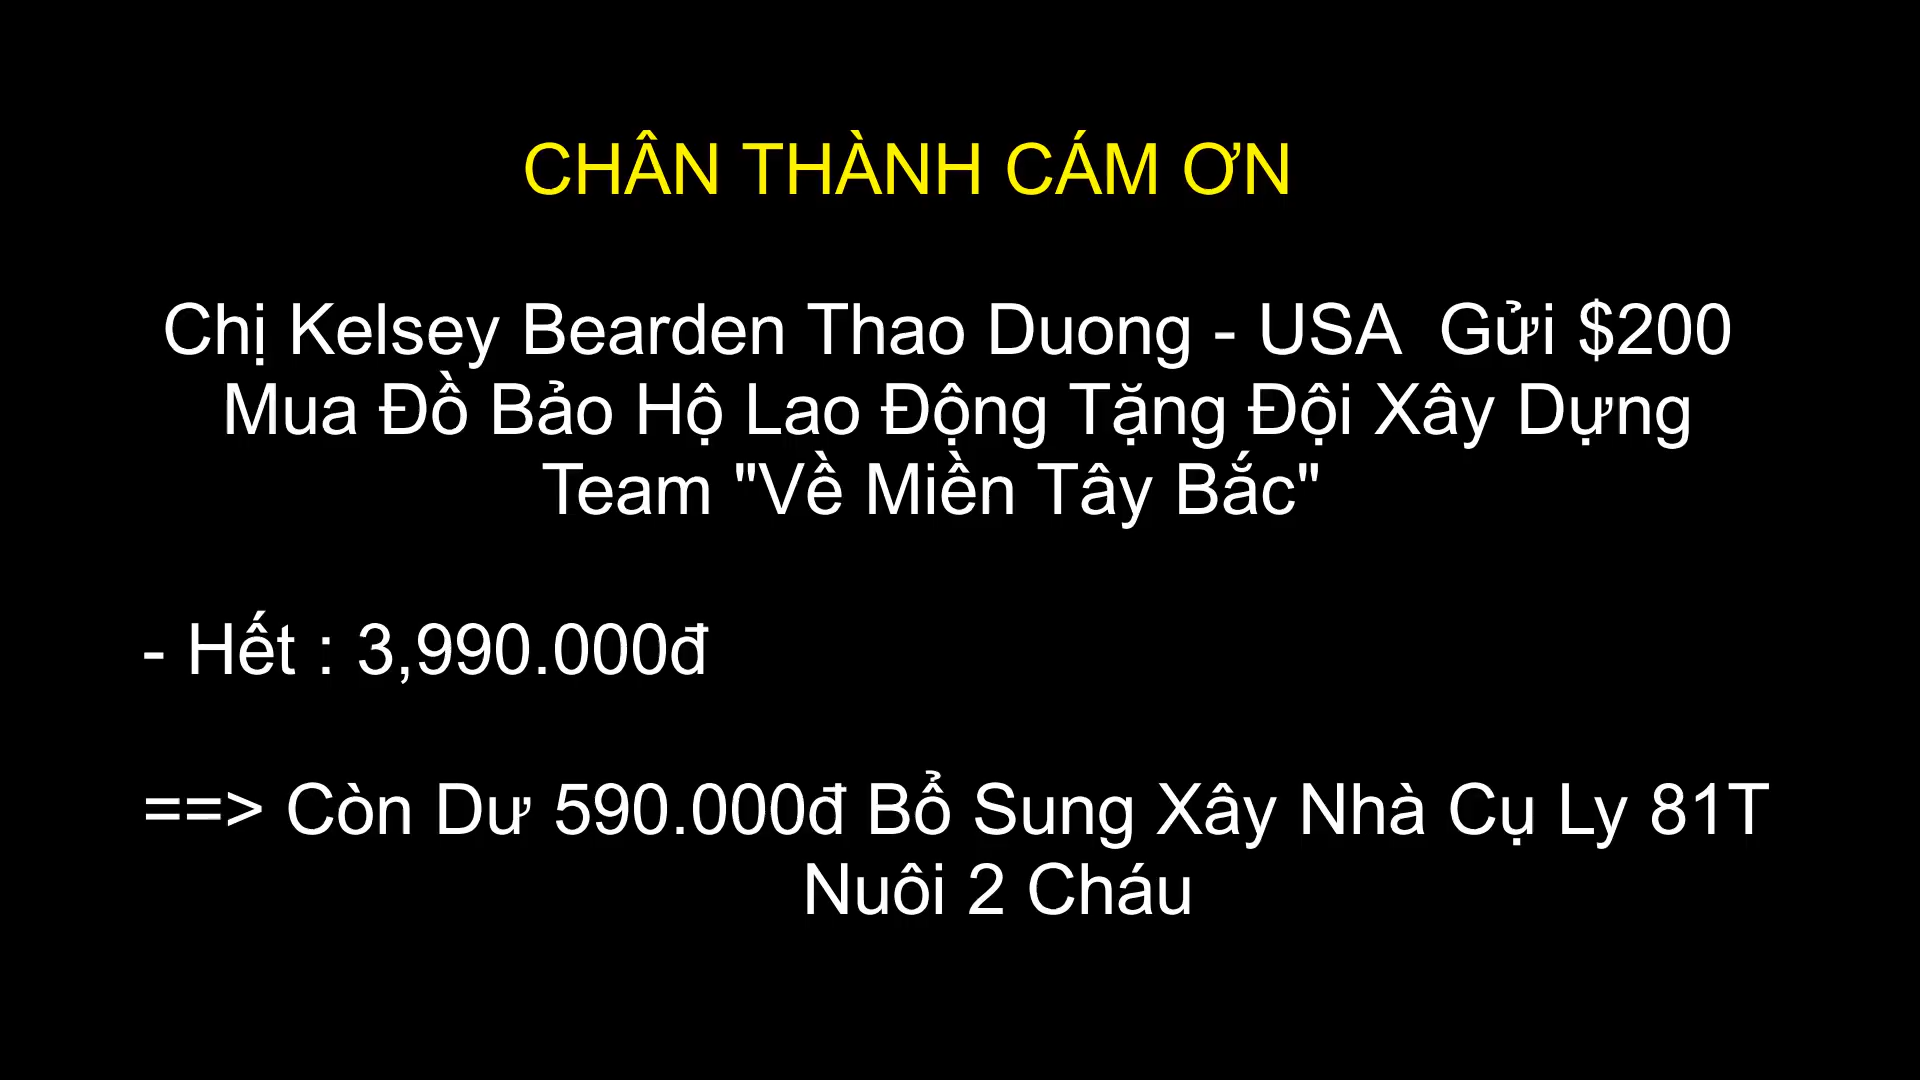 CHÂN THÀNH CÁM ƠN
Chị Kelsey Bearden Thao Duong - USA  Gửi $200
Mua Đồ Bảo Hộ Lao Động Tặng Đội Xây Dựng
Team "Về Miền Tây Bắc"
- Hết : 3,990.000đ
==> Còn Dư 590.000đ Bổ Sung Xây Nhà Cụ Ly 81T
Nuôi 2 Cháu